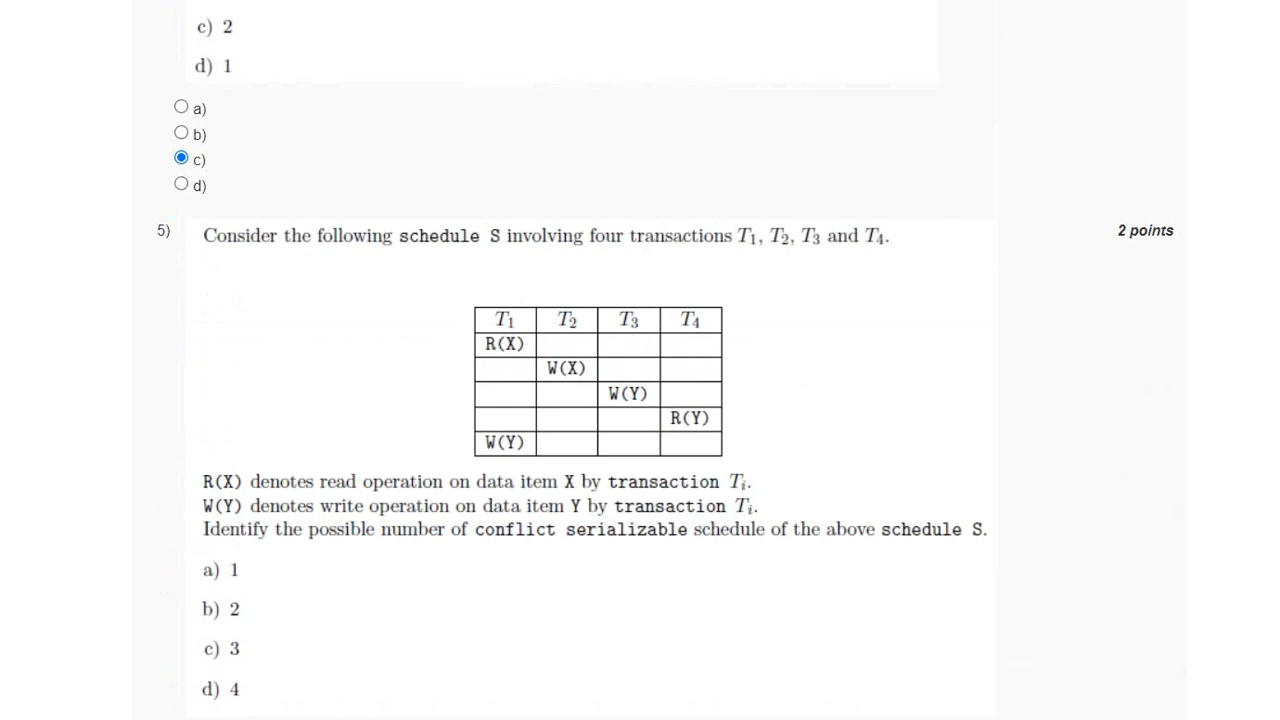 c) 2
d) 1
a)
b)
c)
d)
5) Consider the following schedule S involving four transactions T1, T2, T3 and T4. 2 points
T1 T2 T3 T4
R(X)
W(X)
W(Y)
R(Y)
W(Y)
R(X) denotes read operation on data item X by transaction Ti.
W(Y) denotes write operation on data item Y by transaction Ti.
Identify the possible number of conflict serializable schedule of the above schedule S.
a) 1
b) 2
c) 3
d) 4